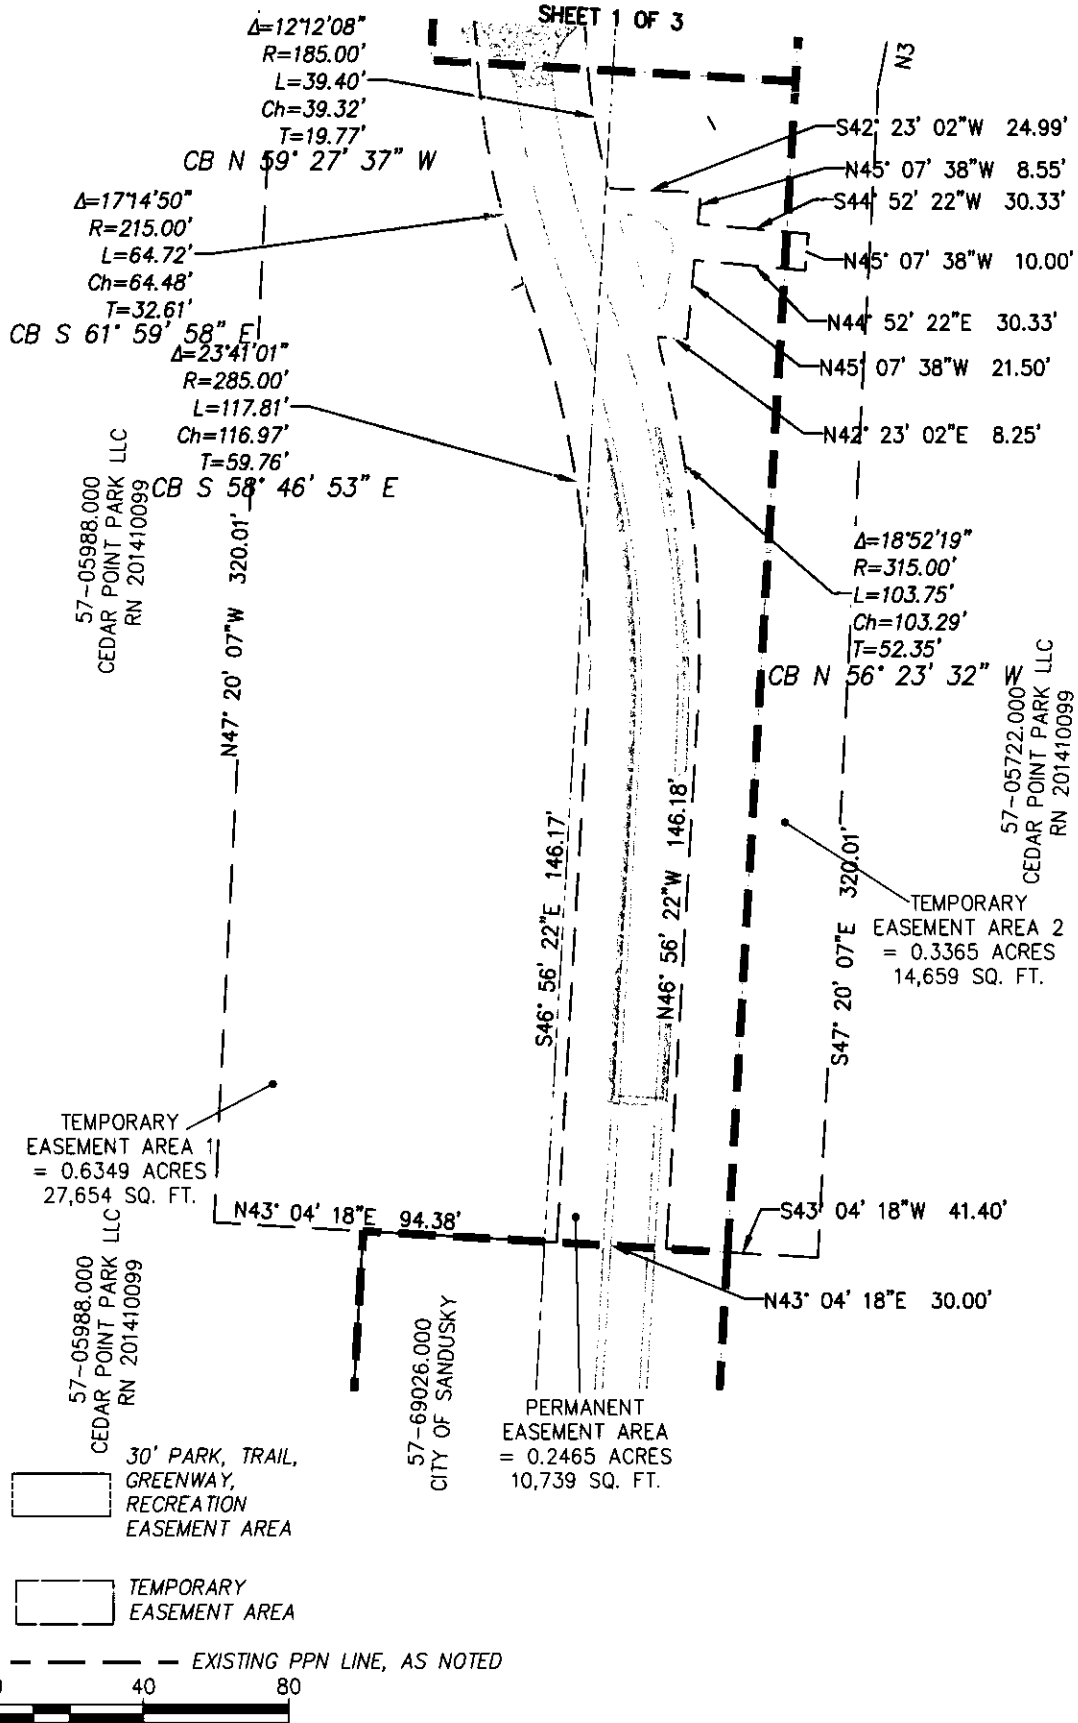 SHEET 1 OF 3
Δ=12°12'08"
R=185.00'
L=39.40'
Ch=39.32'
T=19.77'
CB N 59° 27' 37" W
Δ=17°14'50"
R=215.00'
L=64.72'
Ch=64.48'
T=32.61'
CB S 61° 59' 58" E
Δ=23°41'01"
R=285.00'
L=117.81'
Ch=116.97'
T=59.76'
CB S 58° 46' 53" E
N3
S42° 23' 02"W 24.99'
N45° 07' 38"W 8.55'
S44° 52' 22"W 30.33'
N45° 07' 38"W 10.00'
N44° 52' 22"E 30.33'
N45° 07' 38"W 21.50'
N42° 23' 02"E 8.25'
Δ=18°52'19"
R=315.00'
L=103.75'
Ch=103.29'
T=52.35'
CB N 56° 23' 32" W
57-05988.000
CEDAR POINT PARK LLC
RN 201410099
N47° 20' 07"W 320.01'
S46° 56' 22"E 146.17'
N46° 56' 22"W 146.18'
S47° 20' 07"E 320.01'
57-05722.000
CEDAR POINT PARK LLC
RN 201410099
TEMPORARY
EASEMENT AREA 2
= 0.3365 ACRES
14,659 SQ. FT.
TEMPORARY
EASEMENT AREA 1
= 0.6349 ACRES
27,654 SQ. FT.
N43° 04' 18"E 94.38'
S43° 04' 18"W 41.40'
N43° 04' 18"E 30.00'
57-05988.000
CEDAR POINT PARK LLC
RN 201410099
57-69026.000
CITY OF SANDUSKY
PERMANENT
EASEMENT AREA
= 0.2465 ACRES
10,739 SQ. FT.
30' PARK, TRAIL,
GREENWAY,
RECREATION
EASEMENT AREA
TEMPORARY
EASEMENT AREA
EXISTING PPN LINE, AS NOTED
40 80